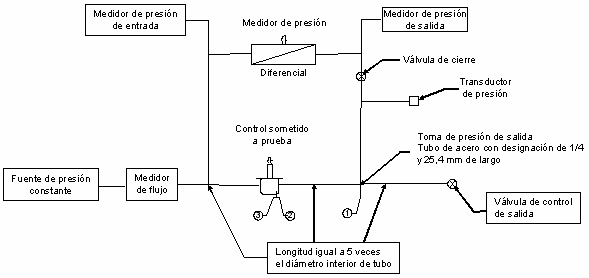 Medidor de presión
de entrada
Medidor de presión
Medidor de presión
de salida
Diferencial
Válvula de cierre
Transductor
de presión
Control sometido
a prueba
Toma de presión de salida
Tubo de acero con designación de 1/4
y 25,4 mm de largo
Fuente de presión
constante
Medidor
de flujo
3
2
1
Válvula de control
de salida
Longitud igual a 5 veces
el diámetro interior de tubo